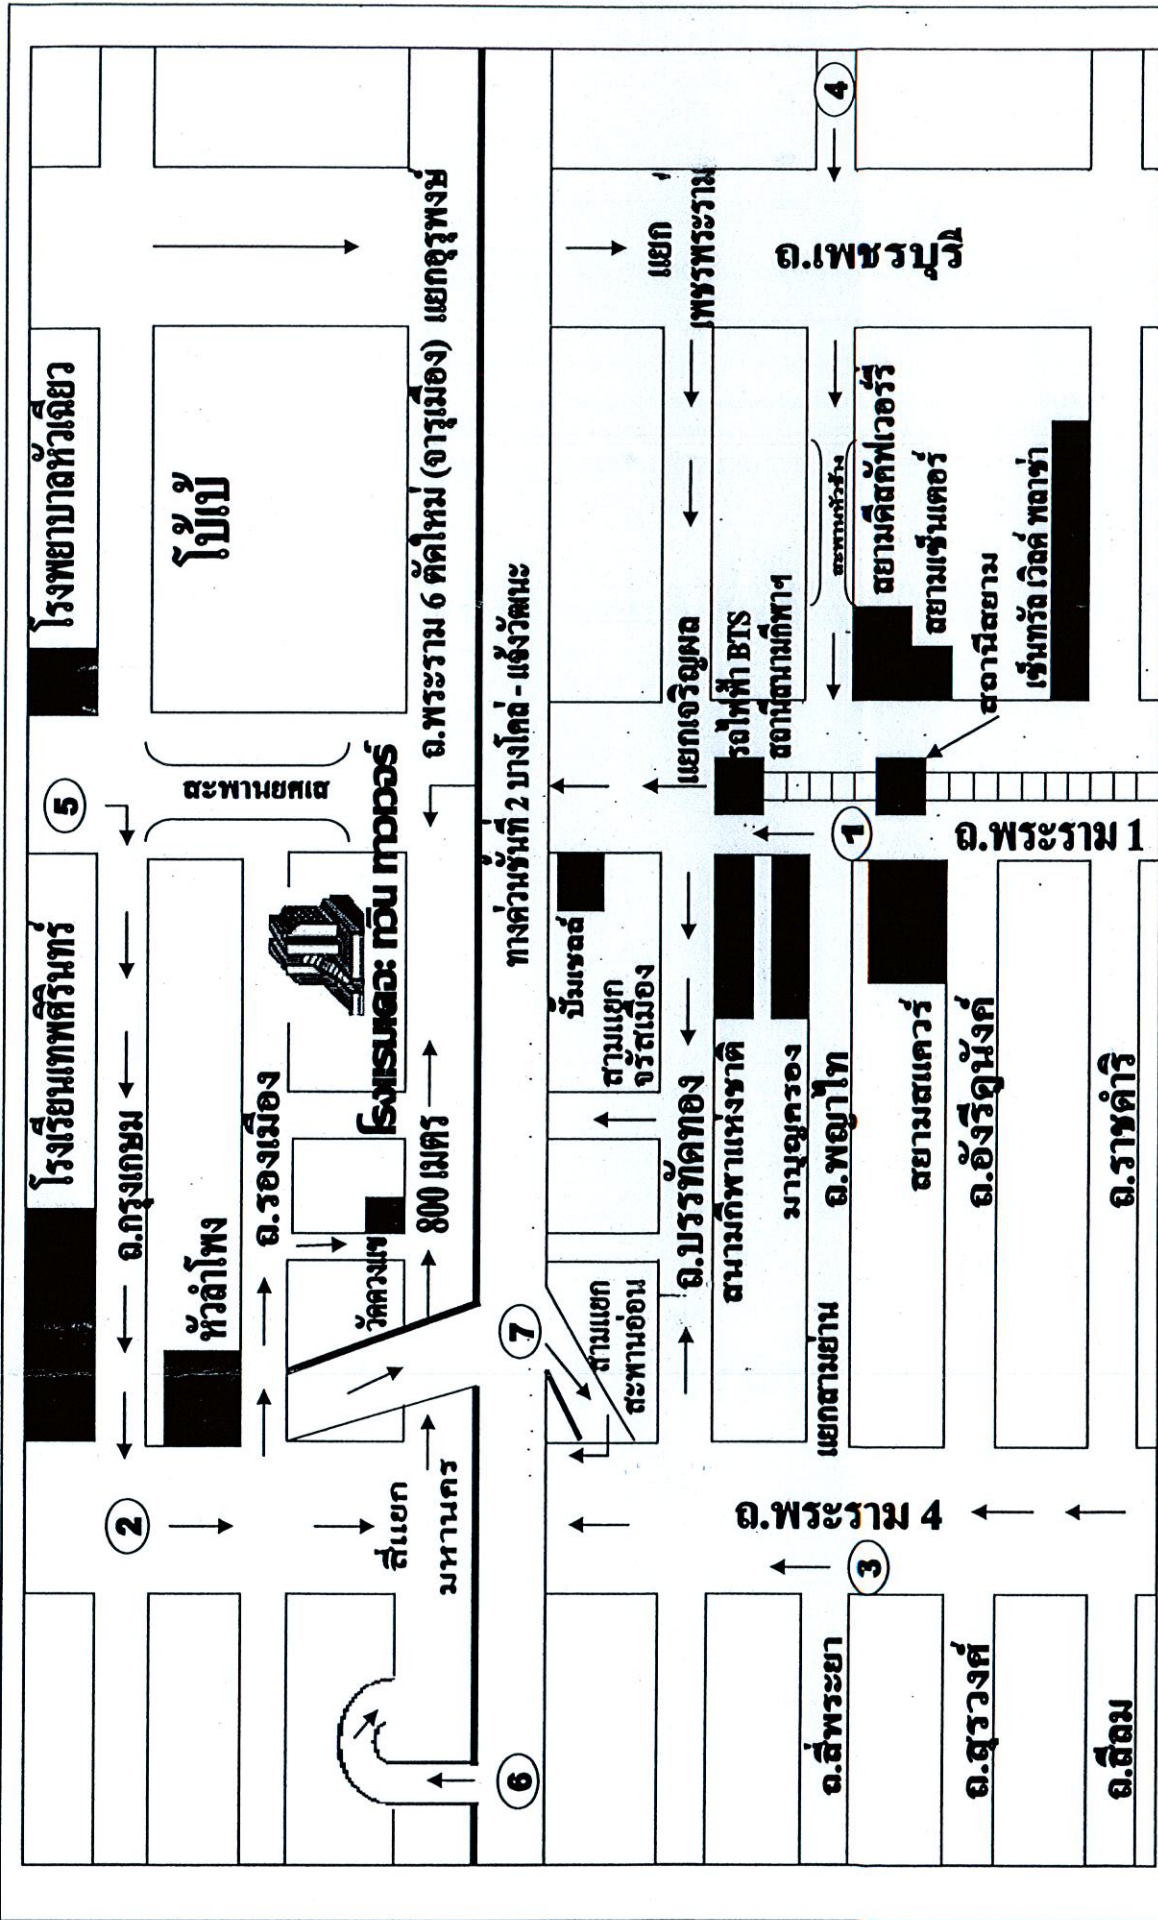 โรงเรียนเทพศิรินทร์
โรงพยาบาลหัวเฉียว
ถ.กรุงเกษม
5
2
หัวลำโพง
สะพานยศเส
โบ๊เบ๊
ถ.รองเมือง
วัดดวงแข
โรงแรมเดอะ ทวิน ทาวเวอร์
สี่แยก
มหานคร
800 เมตร
ถ.พระราม 6 ตัดใหม่ (จารุเมือง) แยกอุรุพงษ์
6
7
ทางด่วนขั้นที่ 2 บางโคล่ - แจ้งวัฒนะ
ปั๊มเชลล์
สามแยก
สะพานอ่อน
สามแยก
จรัสเมือง
แยก
เพชรพระราม
ถ.บรรทัดทอง
แยกเจริญผล
สนามกีฬาแห่งชาติ
รถไฟฟ้า BTS
สถานีสนามกีฬาฯ
ถ.พระราม 4
มาบุญครอง
ถ.เพชรบุรี
ถ.สี่พระยา
แยกสามย่าน
ถ.พญาไท
สะพานหัวช้าง
4
3
1
สยามดิสคัฟเวอร์รี่
สยามสแควร์
สยามเซ็นเตอร์
ถ.สุรวงศ์
ถ.อังรีดูนังค์
ถ.พระราม 1
สถานีสยาม
เซ็นทรัล เวิลด์ พลาซ่า
ถ.สีลม
ถ.ราชดำริ